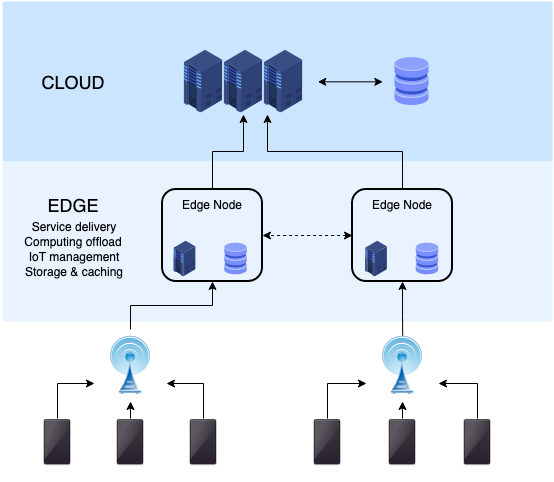 CLOUD
EDGE
Service delivery
Computing offload
IoT management
Storage & caching
Edge Node
Edge Node